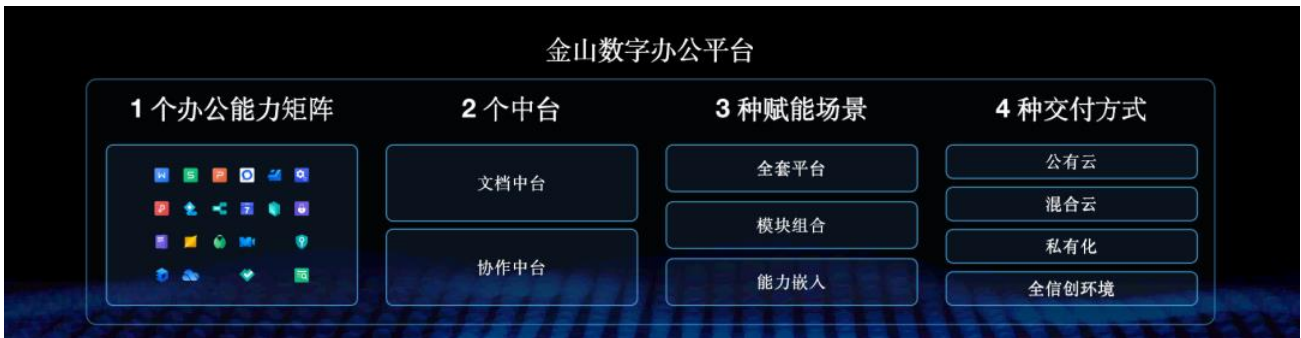 金山数字办公平台
1 个办公能力矩阵
2 个中台
文档中台
协作中台
3 种赋能场景
全套平台
模块组合
能力嵌入
4 种交付方式
公有云
混合云
私有化
全信创环境